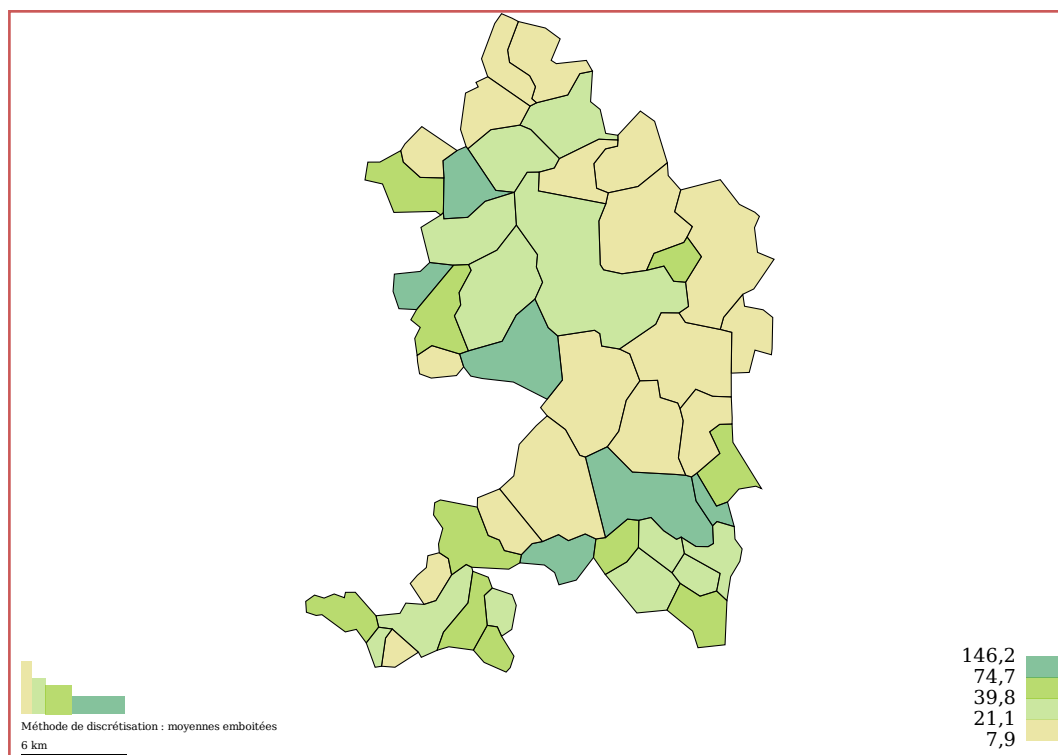 146,2
74,7
39,8
21,1
7,9
Méthode de discrétisation : moyennes emboitées
6 km